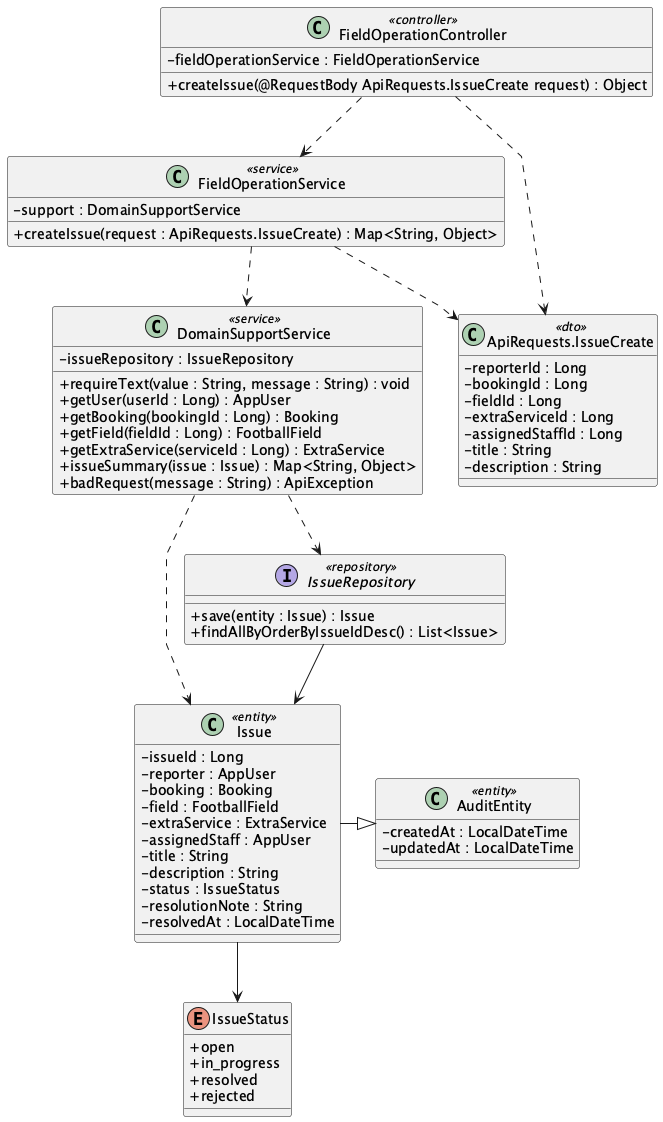 C
«controller»
FieldOperationController
-fieldOperationService : FieldOperationService
+createIssue(@RequestBody ApiRequests.IssueCreate request) : Object
C
«service»
FieldOperationService
-support : DomainSupportService
+createIssue(request : ApiRequests.IssueCreate) : Map<String, Object>
C
«service»
DomainSupportService
-issueRepository : IssueRepository
+requireText(value : String, message : String) : void
+getUser(userId : Long) : AppUser
+getBooking(bookingId : Long) : Booking
+getField(fieldId : Long) : FootballField
+getExtraService(serviceId : Long) : ExtraService
+issueSummary(issue : Issue) : Map<String, Object>
+badRequest(message : String) : ApiException
C
«dto»
ApiRequests.IssueCreate
-reporterId : Long
-bookingId : Long
-fieldId : Long
-extraServiceId : Long
-assignedStaffId : Long
-title : String
-description : String
I
«repository»
IssueRepository
+save(entity : Issue) : Issue
+findAllByOrderByIssueIdDesc() : List<Issue>
C
«entity»
Issue
-issueId : Long
-reporter : AppUser
-booking : Booking
-field : FootballField
-extraService : ExtraService
-assignedStaff : AppUser
-title : String
-description : String
-status : IssueStatus
-resolutionNote : String
-resolvedAt : LocalDateTime
C
«entity»
AuditEntity
-createdAt : LocalDateTime
-updatedAt : LocalDateTime
E
IssueStatus
+open
+in_progress
+resolved
+rejected